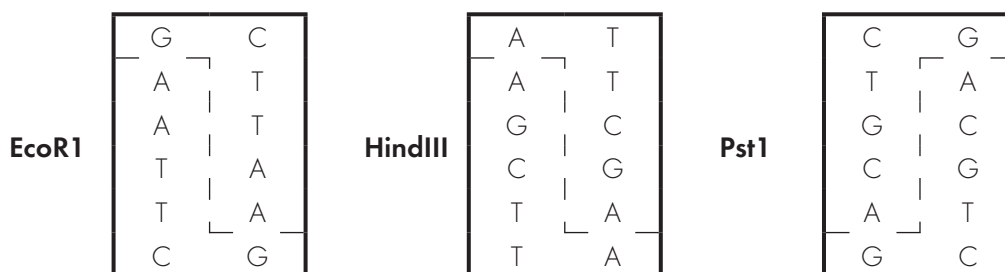 G C A T C G
A T A T T A
A T G C G C
EcoR1 HindIII Pst1
T A C G C G
T A T A A T
C G T A G C